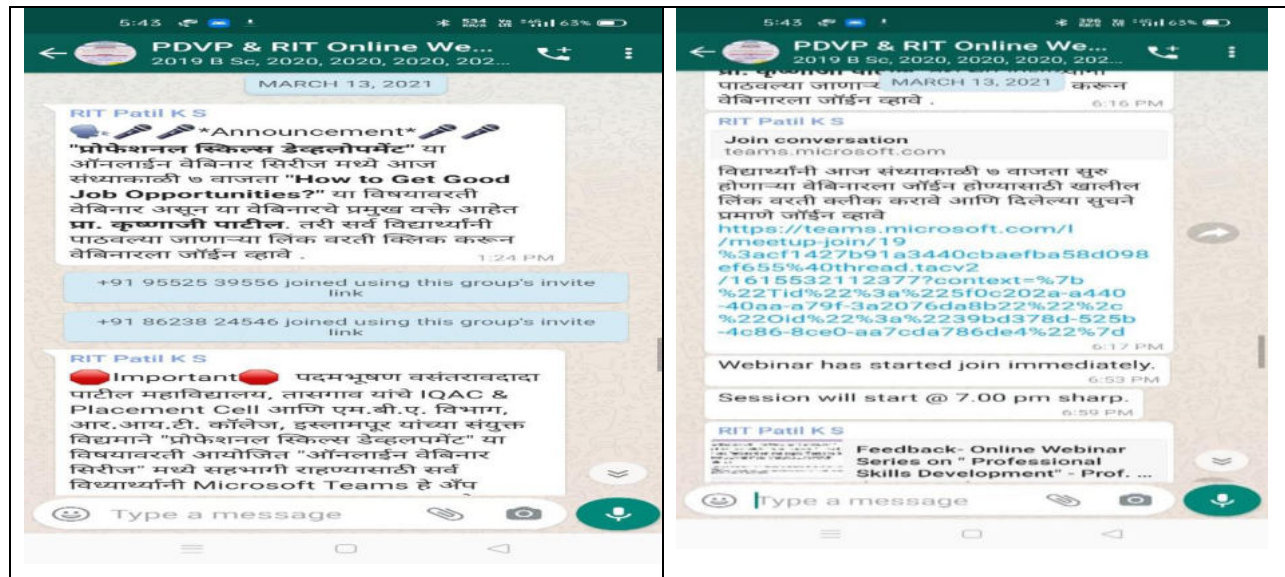 5:43
63%
PDVP & RIT Online We...
2019 B Sc, 2020, 2020, 2020, 202...
MARCH 13, 2021
RIT Patil K S
*Announcement*
"प्रोफेशनल स्किल्स डेव्हलोपमेंट" या
ऑनलाईन वेबिनार सिरीज मध्ये आज
संध्याकाळी ७ वाजता "How to Get Good
Job Opportunities?" या विषयावरती
वेबिनार असून या वेबिनारचे प्रमुख वक्ते आहेत
प्रा. कृष्णाजी पाटील. तरी सर्व विद्यार्थ्यांनी
पाठवल्या जाणाऱ्या लिंक वरती क्लिक करून
वेबिनारला जॉईन व्हावे .
1:24 PM
+91 95525 39556 joined using this group's invite
link
+91 86238 24546 joined using this group's invite
link
RIT Patil K S
Important पदमभूषण वसंतरावदादा
पाटील महाविद्यालय, तासगाव यांचे IQAC &
Placement Cell आणि एम.बी.ए. विभाग,
आर.आय.टी. कॉलेज, इस्लामपूर यांच्या संयुक्त
विद्यमाने "प्रोफेशनल स्किल्स डेव्हलपमेंट" या
विषयावरती आयोजित "ऑनलाईन वेबिनार
सिरीज" मध्ये सहभागी राहण्यासाठी सर्व
विध्यार्थ्यांनी Microsoft Teams हे अँप
Type a message
5:43
63%
PDVP & RIT Online We...
2019 B Sc, 2020, 2020, 2020, 202...
MARCH 13, 2021
पाठवल्या जाणाऱ्या करून
वेबिनारला जॉईन व्हावे .
6:16 PM
RIT Patil K S
Join conversation
teams.microsoft.com
विद्यार्थ्यांनी आज संध्याकाळी ७ वाजता सुरु
होणाऱ्या वेबिनारला जॉईन होण्यासाठी खालील
लिंक वरती क्लीक करावे आणि दिलेल्या सुचने
प्रमाणे जॉईन व्हावे
https://teams.microsoft.com/l
/meetup-join/19
%3acf1427b91a3440cbaefba58d098
ef655%40thread.tacv2
/1615532112377?context=%7b
%22Tid%22%3a%225f0c202a-a440
-40aa-a79f-3a2076da8b22%22%2c
%22Oid%22%3a%2239bd378d-525b
-4c86-8ce0-aa7cda786de4%22%7d
6:17 PM
Webinar has started join immediately.
6:53 PM
Session will start @ 7.00 pm sharp.
6:59 PM
RIT Patil K S
Feedback- Online Webinar
Series on " Professional
Skills Development" - Prof. ...
Type a message